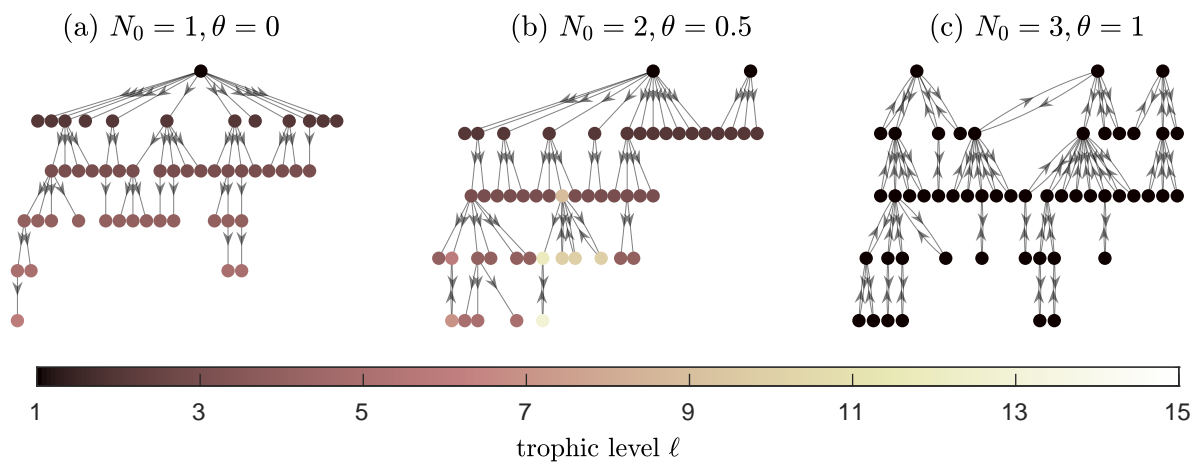 (a) N₀ = 1, θ = 0
(b) N₀ = 2, θ = 0.5
(c) N₀ = 3, θ = 1
1 3 5 7 9 11 13 15
trophic level ℓ